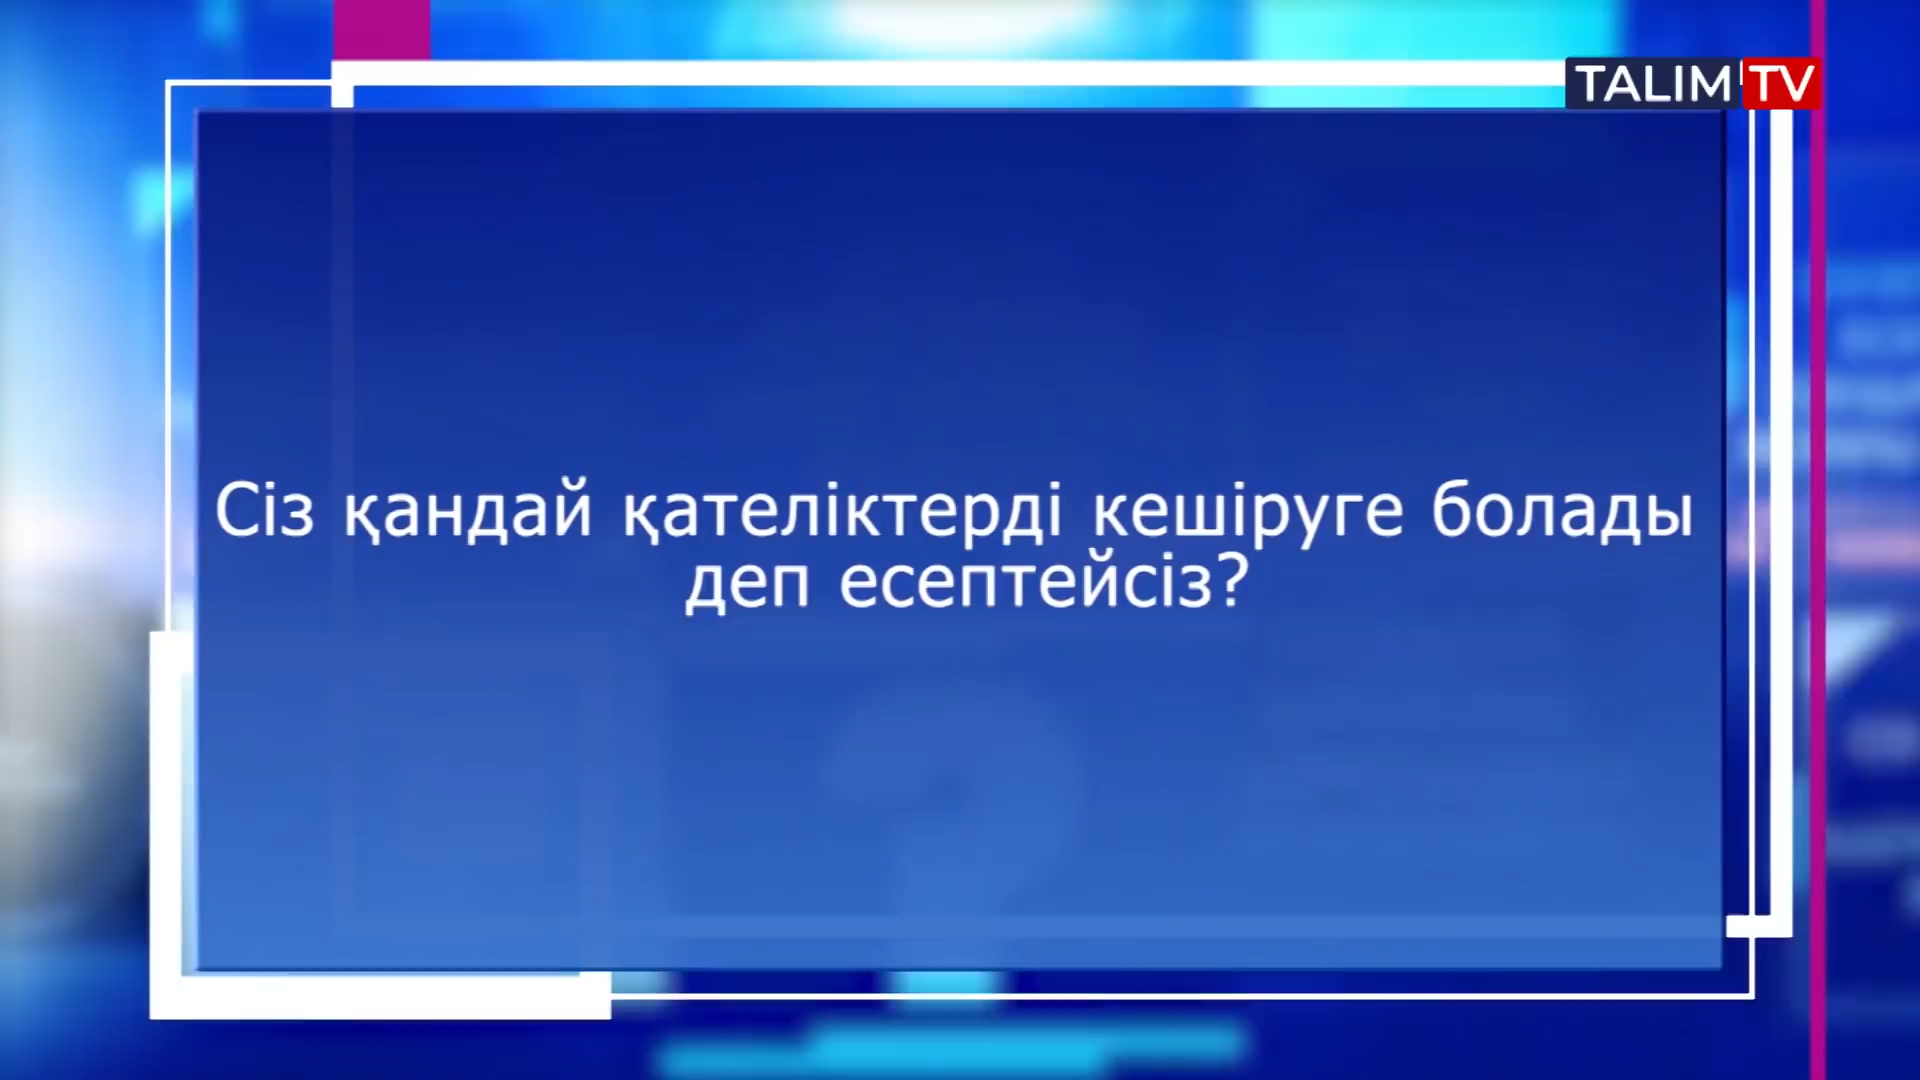 TALIM TV
Сіз қандай қателіктерді кешіруге болады
деп есептейсіз?